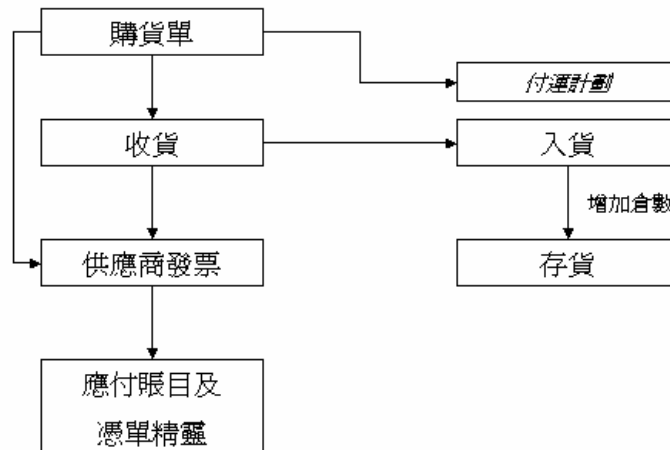 購貨單
付運計劃
收貨
入貨
增加倉數
供應商發票
存貨
應付賬目及
憑單精靈